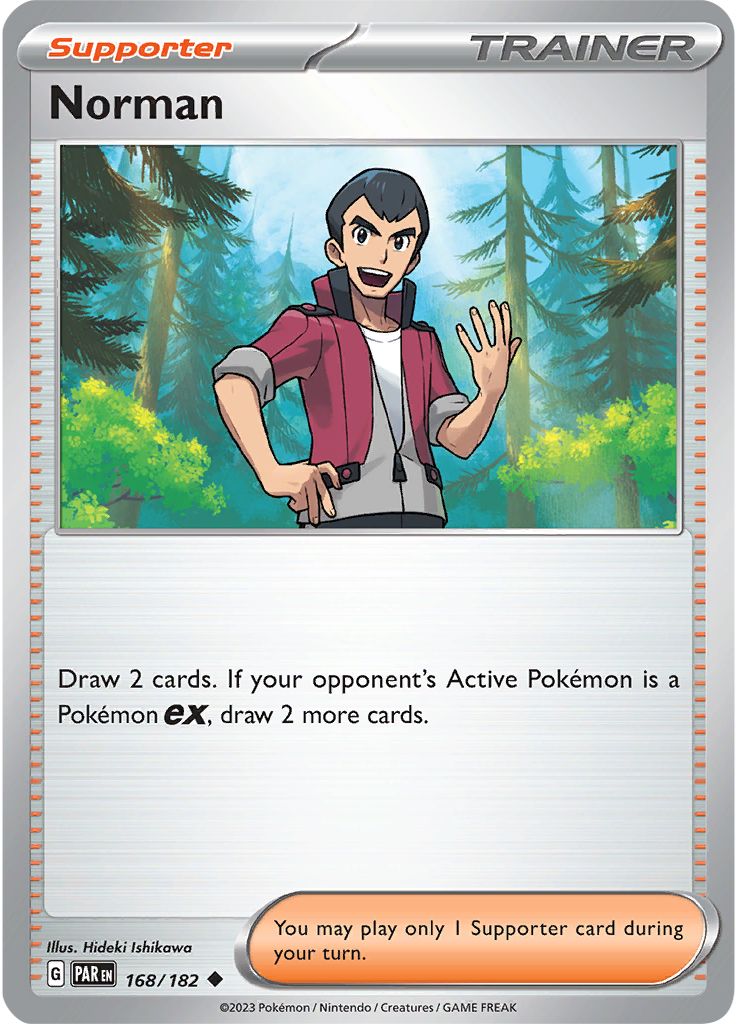 Supporter
TRAINER
Norman
Draw 2 cards. If your opponent's Active Pokémon is a
Pokémon ex, draw 2 more cards.
You may play only 1 Supporter card during
your turn.
Illus. Hideki Ishikawa
G PAR EN 168/182
©2023 Pokémon / Nintendo / Creatures / GAME FREAK